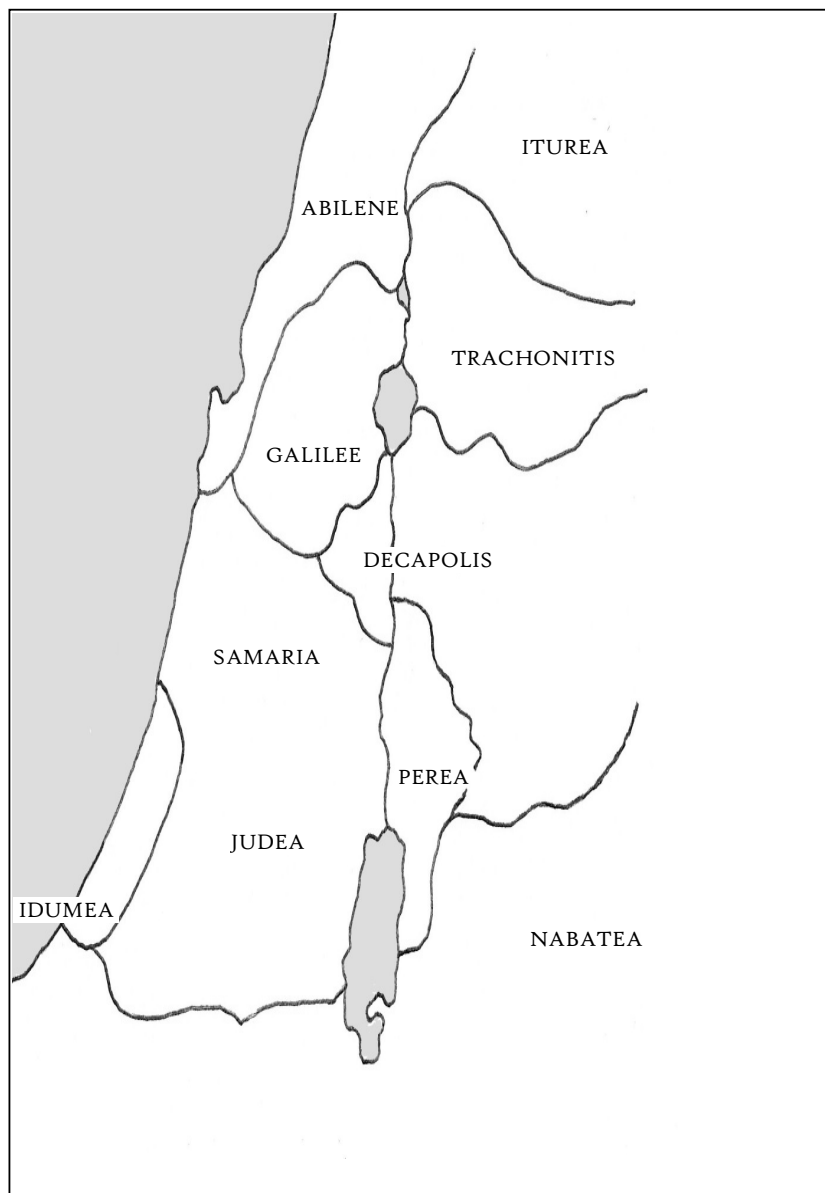 ITUREA
ABILENE
TRACHONITIS
GALILEE
DECAPOLIS
SAMARIA
PEREA
JUDEA
IDUMEA
NABATEA